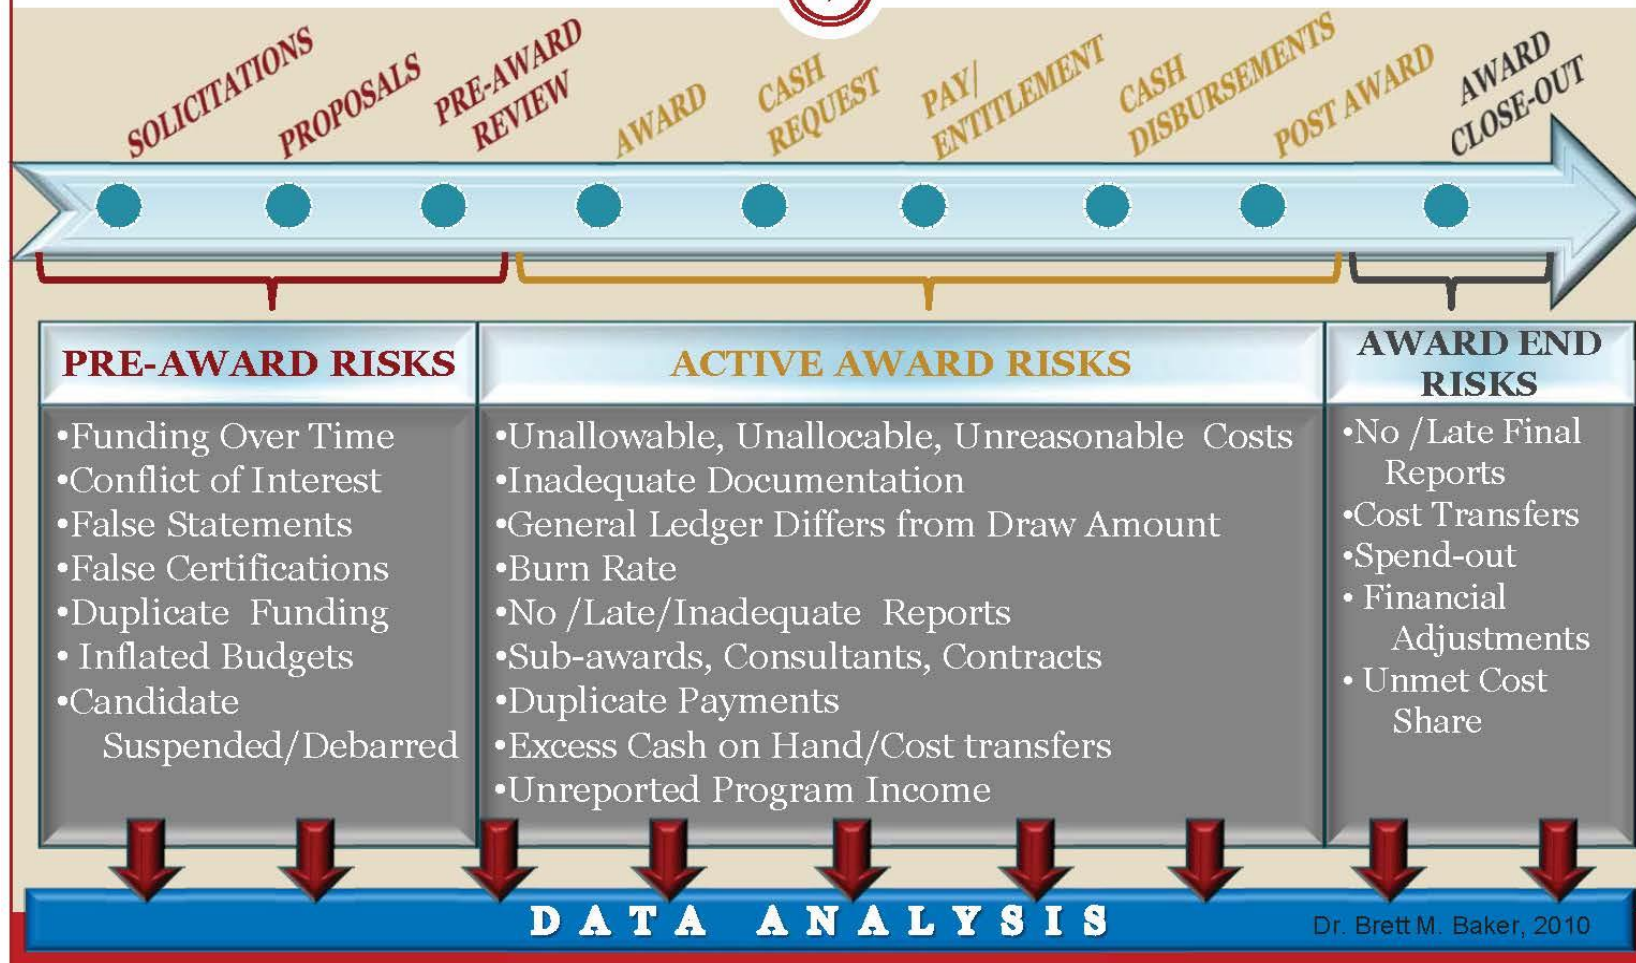 SOLICITATIONS
PROPOSALS
PRE-AWARD
REVIEW
AWARD
CASH
REQUEST
PAY/
ENTITLEMENT
CASH
DISBURSEMENTS
POST AWARD
AWARD
CLOSE-OUT
PRE-AWARD RISKS
•Funding Over Time
•Conflict of Interest
•False Statements
•False Certifications
•Duplicate Funding
• Inflated Budgets
•Candidate
Suspended/Debarred
ACTIVE AWARD RISKS
•Unallowable, Unallocable, Unreasonable Costs
•Inadequate Documentation
•General Ledger Differs from Draw Amount
•Burn Rate
•No /Late/Inadequate Reports
•Sub-awards, Consultants, Contracts
•Duplicate Payments
•Excess Cash on Hand/Cost transfers
•Unreported Program Income
AWARD END
RISKS
•No /Late Final
Reports
•Cost Transfers
•Spend-out
• Financial
Adjustments
• Unmet Cost
Share
DATA ANALYSIS
Dr. Brett M. Baker, 2010